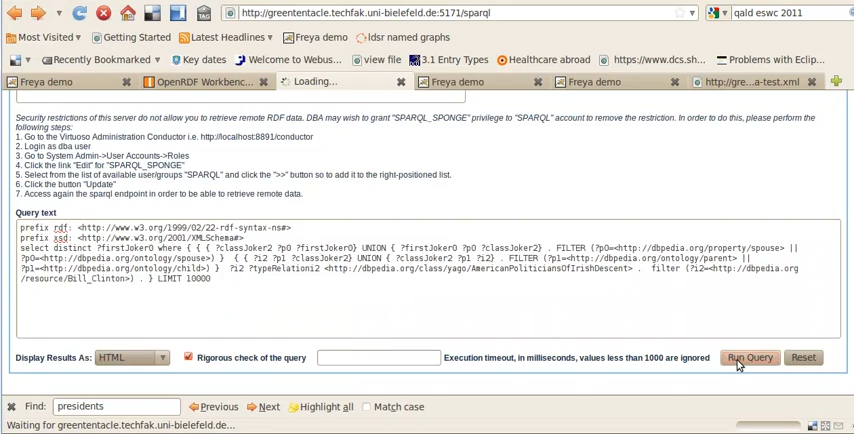 http://greententacle.techfak.uni-bielefeld.de:5171/sparql
qald eswc 2011
Most Visited
Getting Started
Latest Headlines
Freya demo
ldsr named graphs
Recently Bookmarked
Key dates
Welcome to Webus...
view file
3.1 Entry Types
Healthcare abroad
https://www.dcs.sh...
Problems with Eclip...
Freya demo
OpenRDF Workbenc...
Loading...
Freya demo
Freya demo
http://gre...a-test.xml
Security restrictions of this server do not allow you to retrieve remote RDF data. DBA may wish to grant "SPARQL_SPONGE" privilege to "SPARQL" account to remove the restriction. In order to do this, please perform the
following steps:
1. Go to the Virtuoso Administration Conductor i.e. http://localhost:8891/conductor
2. Login as dba user
3. Go to System Admin->User Accounts->Roles
4. Click the link "Edit" for "SPARQL_SPONGE"
5. Select from the list of available user/groups "SPARQL" and click the ">>" button so to add it to the right-positioned list.
6. Click the button "Update"
7. Access again the sparql endpoint in order to be able to retrieve remote data.
Query text
prefix rdf: <http://www.w3.org/1999/02/22-rdf-syntax-ns#>
prefix xsd: <http://www.w3.org/2001/XMLSchema#>
select distinct ?firstJoker0 where { { { ?classJoker2 ?p0 ?firstJoker0} UNION { ?firstJoker0 ?p0 ?classJoker2} . FILTER (?p0=<http://dbpedia.org/property/spouse> ||
?p0=<http://dbpedia.org/ontology/spouse>) } { { ?i2 ?p1 ?classJoker2} UNION { ?classJoker2 ?p1 ?i2} . FILTER (?p1=<http://dbpedia.org/ontology/parent> ||
?p1=<http://dbpedia.org/ontology/child>) } ?i2 ?typeRelationi2 <http://dbpedia.org/class/yago/AmericanPoliticiansOfIrishDescent> . filter (?i2=<http://dbpedia.org
/resource/Bill_Clinton>) . } LIMIT 10000
Display Results As: HTML
Rigorous check of the query
Execution timeout, in milliseconds, values less than 1000 are ignored
Run Query
Reset
Find: presidents
Previous
Next
Highlight all
Match case
Waiting for greententacle.techfak.uni-bielefeld.de...